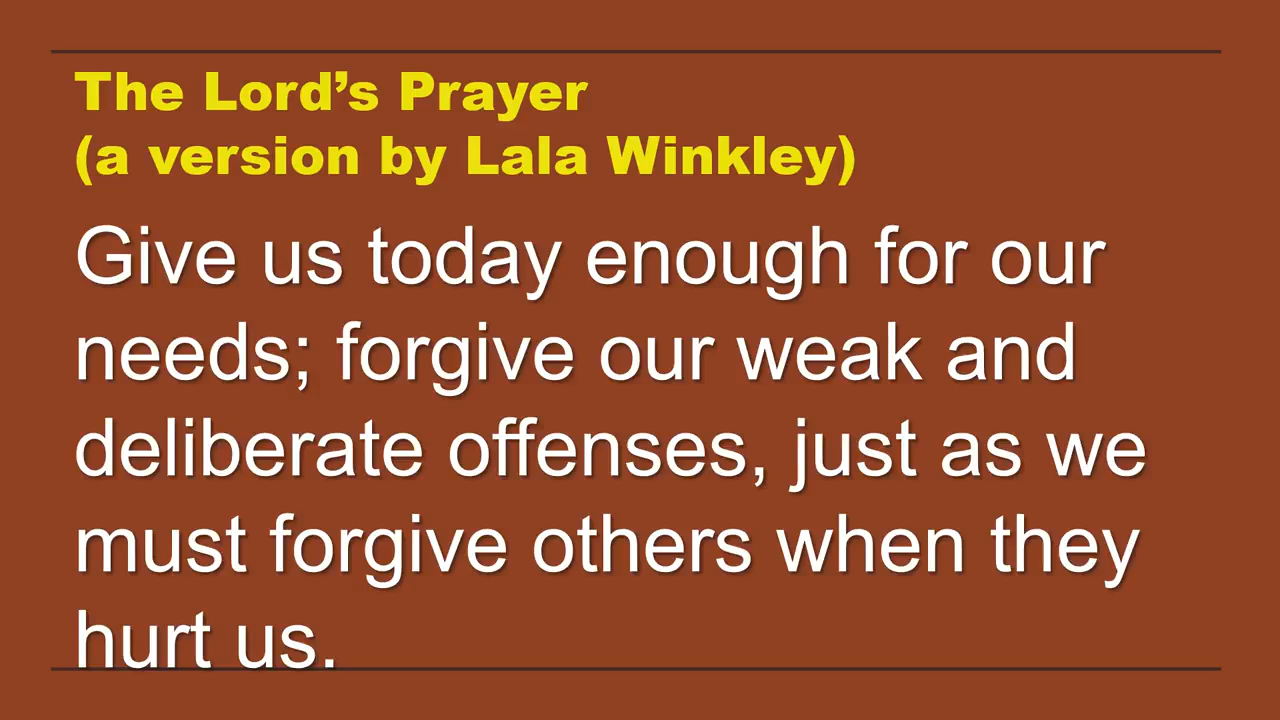 The Lord’s Prayer
(a version by Lala Winkley)
Give us today enough for our
needs; forgive our weak and
deliberate offenses, just as we
must forgive others when they
hurt us.